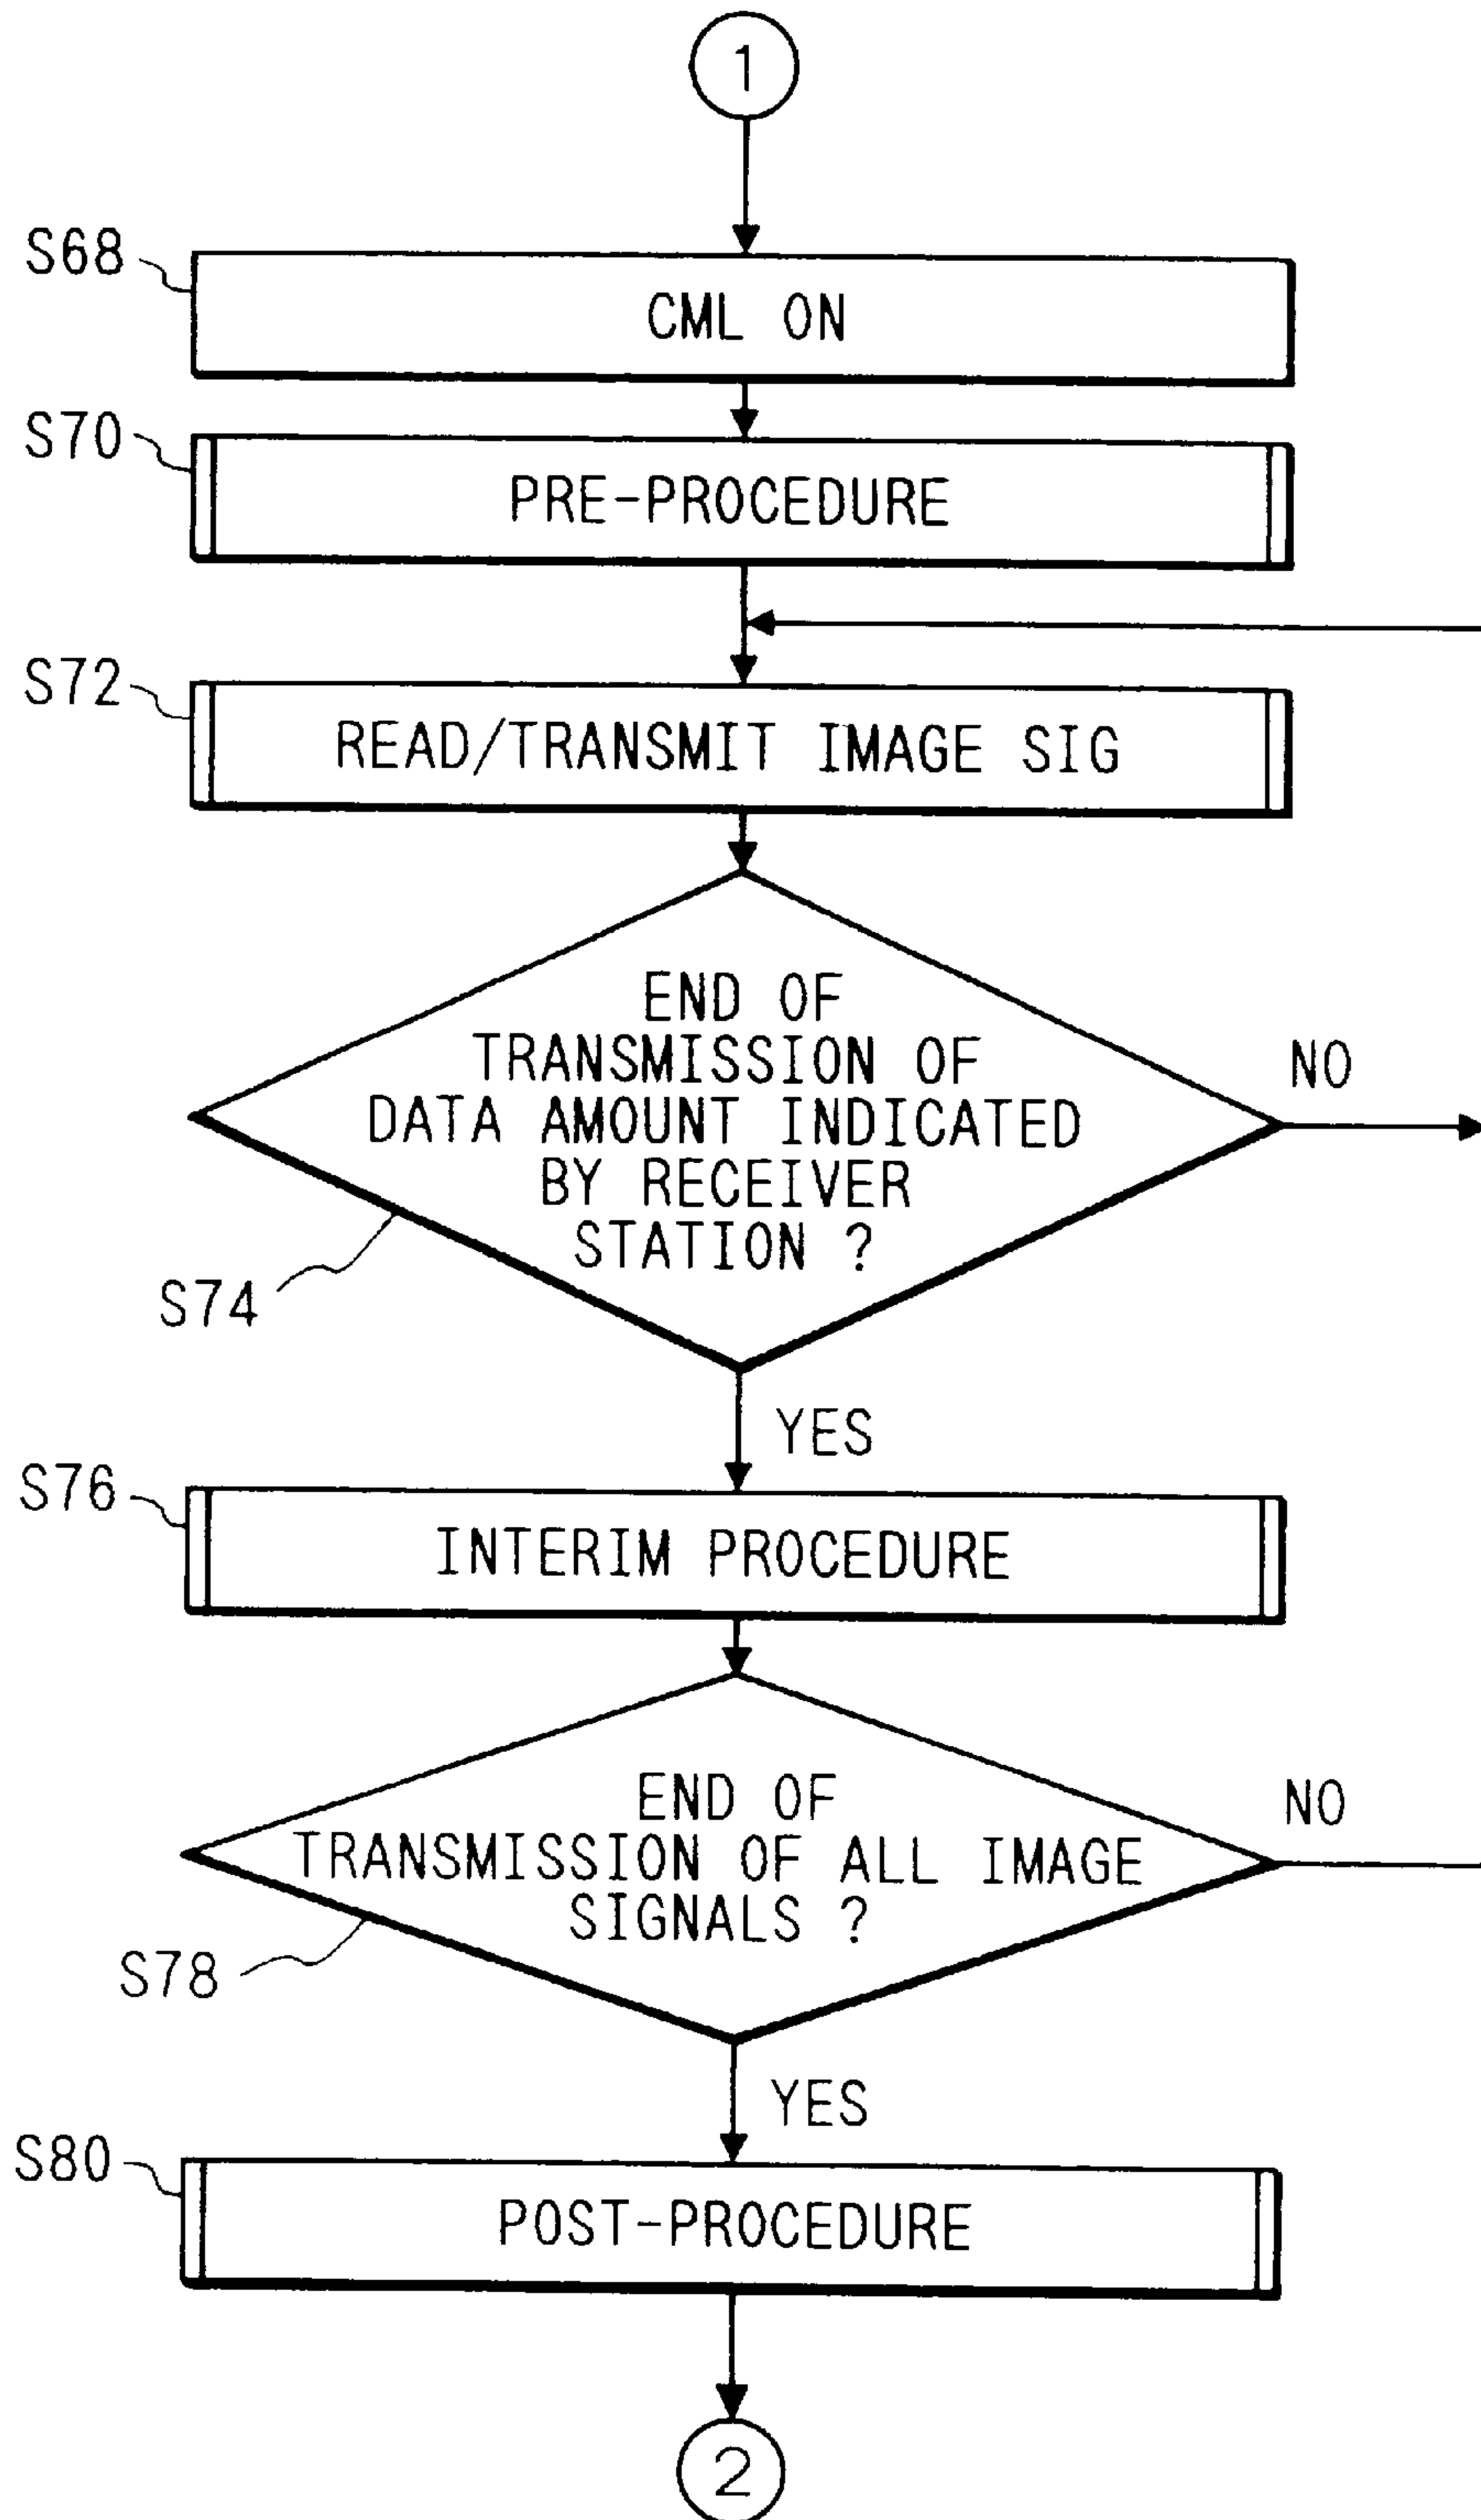 1
S68
CML ON
S70
PRE-PROCEDURE
S72
READ/TRANSMIT IMAGE SIG
END OF
TRANSMISSION OF
DATA AMOUNT INDICATED
BY RECEIVER
STATION ?
NO
S74
YES
S76
INTERIM PROCEDURE
END OF
TRANSMISSION OF ALL IMAGE
SIGNALS ?
NO
S78
YES
S80
POST-PROCEDURE
2